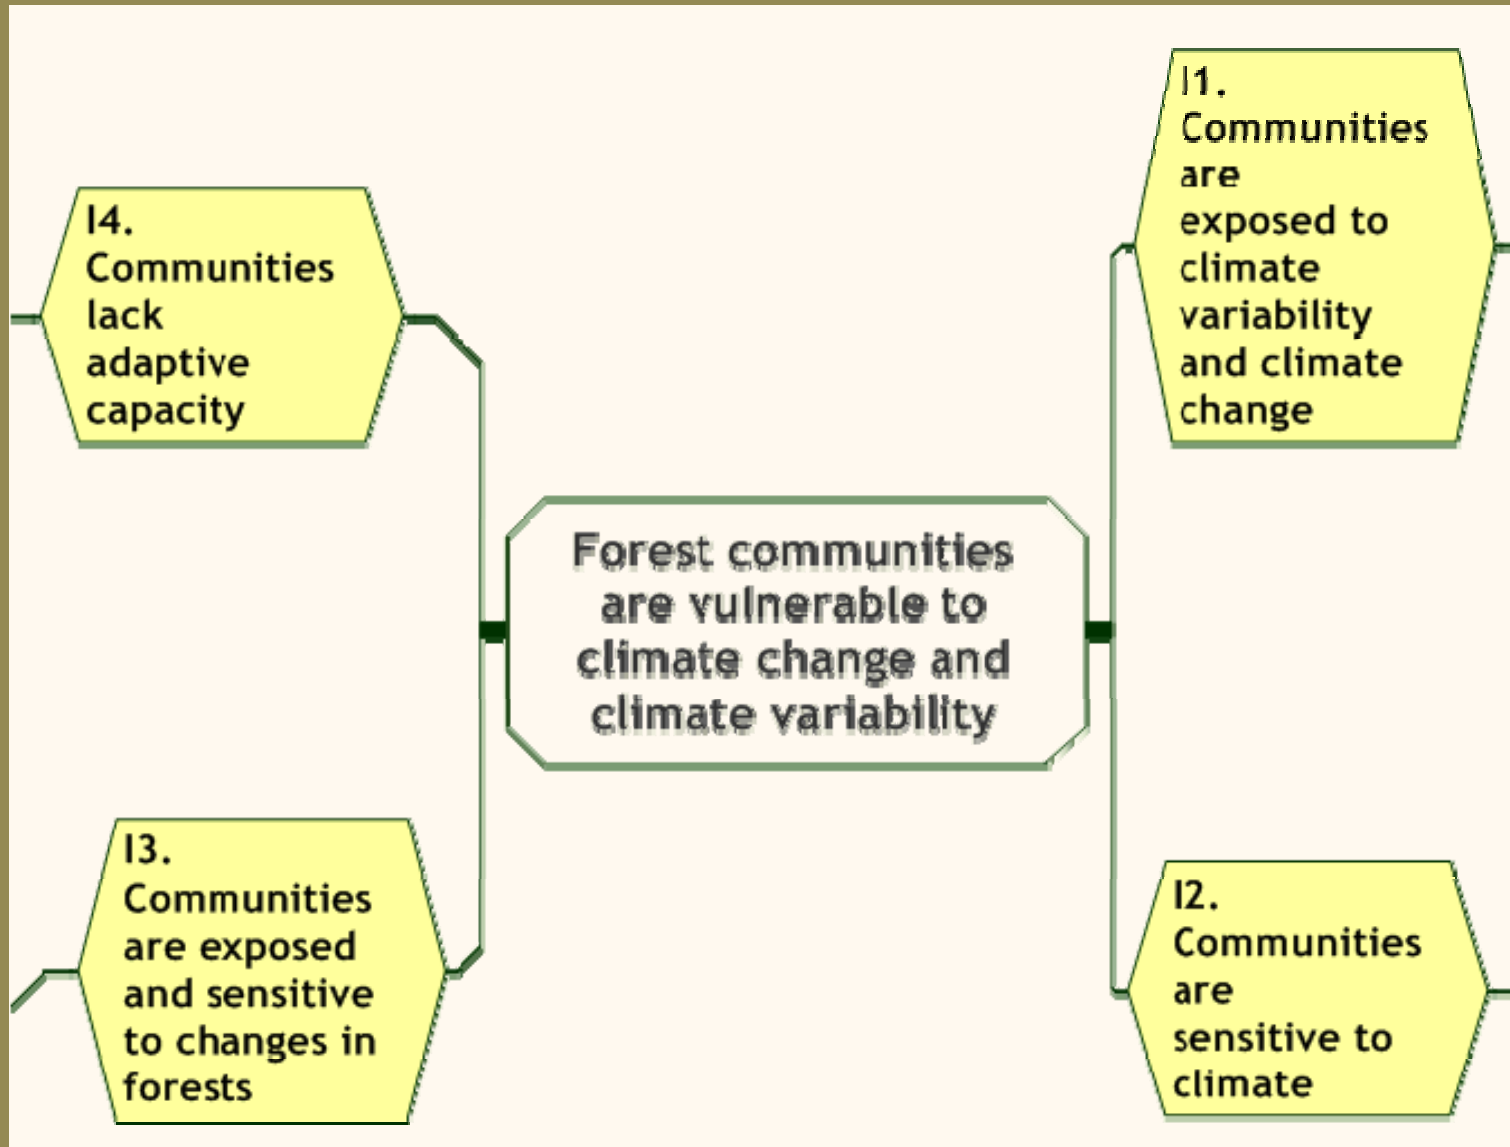 I4.
Communities
lack
adaptive
capacity
I1.
Communities
are
exposed to
climate
variability
and climate
change
Forest communities
are vulnerable to
climate change and
climate variability
I3.
Communities
are exposed
and sensitive
to changes in
forests
I2.
Communities
are
sensitive to
climate